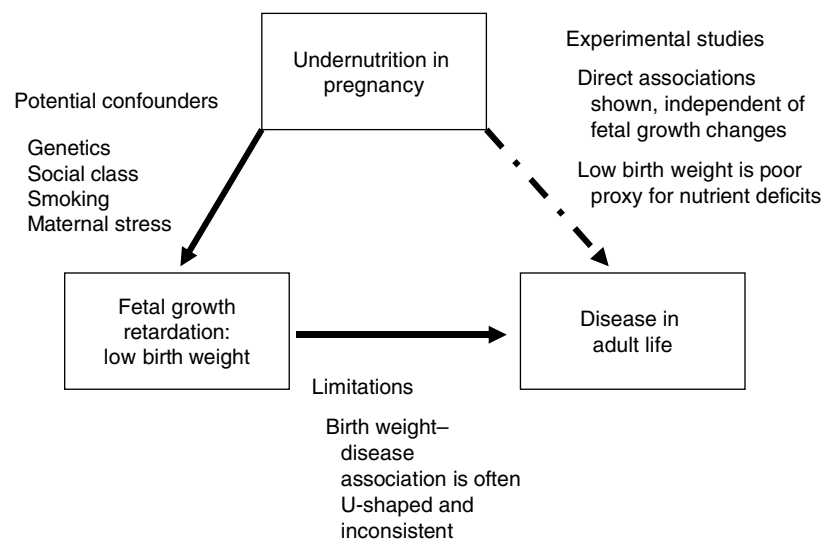 Undernutrition in
pregnancy
Experimental studies
Direct associations
shown, independent of
fetal growth changes
Low birth weight is poor
proxy for nutrient deficits
Potential confounders
Genetics
Social class
Smoking
Maternal stress
Fetal growth
retardation:
low birth weight
Disease in
adult life
Limitations
Birth weight–
disease
association is often
U-shaped and
inconsistent